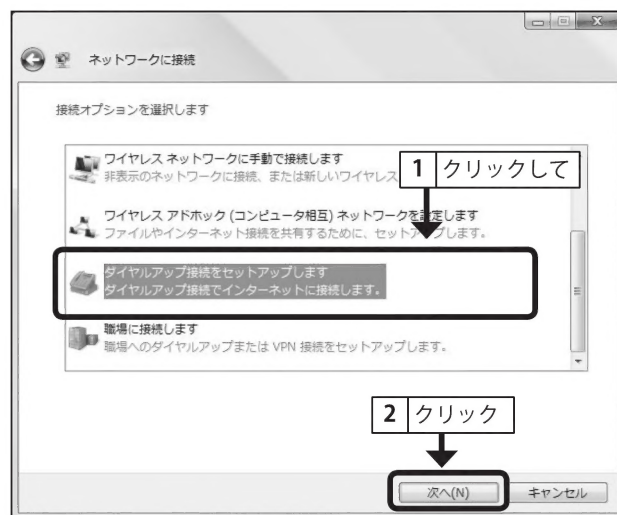 ネットワークに接続
接続オプションを選択します
ワイヤレス ネットワークに手動で接続します
非表示のネットワークに接続、または新しいワイヤレス
1 クリックして
ワイヤレス アドホック (コンピュータ相互) ネットワークを設定します
ファイルやインターネット接続を共有するために、セットアップします。
ダイヤルアップ接続をセットアップします
ダイヤルアップ接続でインターネットに接続します。
職場に接続します
職場へのダイヤルアップまたは VPN 接続をセットアップします。
2 クリック
次へ(N)
キャンセル